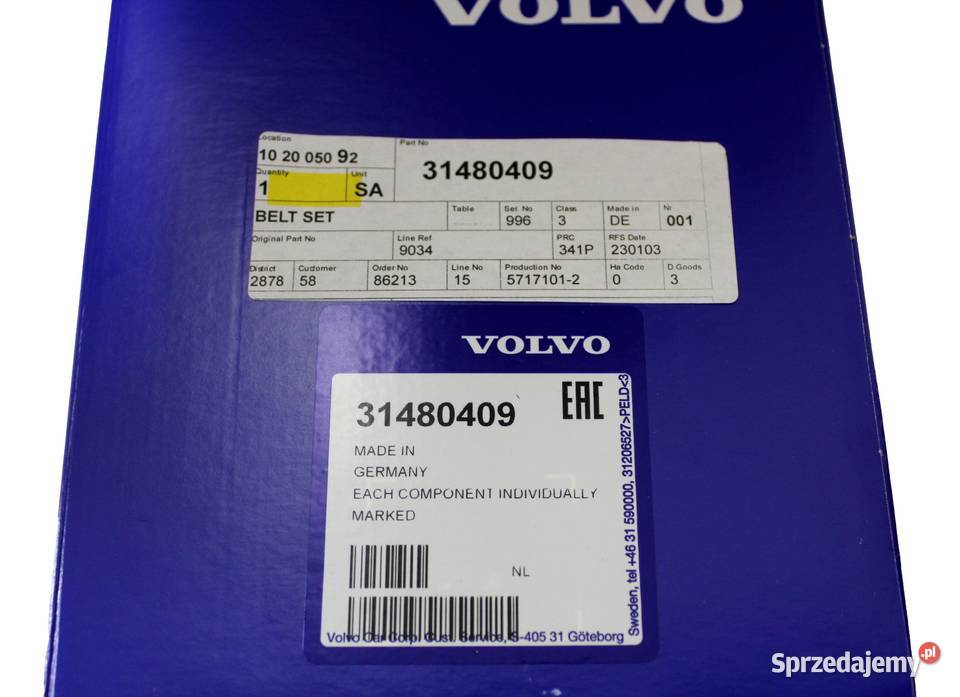 VOLVO
Location
10 20 050 92
Part No
31480409
Quantity
Unit
1
SA
BELT SET
Table
Ser. No
996
Class
3
Made in
DE
Nr
001
Original Part No
Line Ref
9034
PRC
341P
RFS Date
230103
District
2878
Customer
58
Order No
86213
Line No
15
Production No
5717101-2
Ha Code
0
D Goods
3
VOLVO
31480409
EAC
MADE IN
GERMANY
EACH COMPONENT INDIVIDUALLY
MARKED
NL
Volvo Car Corp. Cust. Service, S-405 31 Göteborg
Sweden, tel +46 31 590000, 31206527>PELD<3
Sprzedajemy.pl